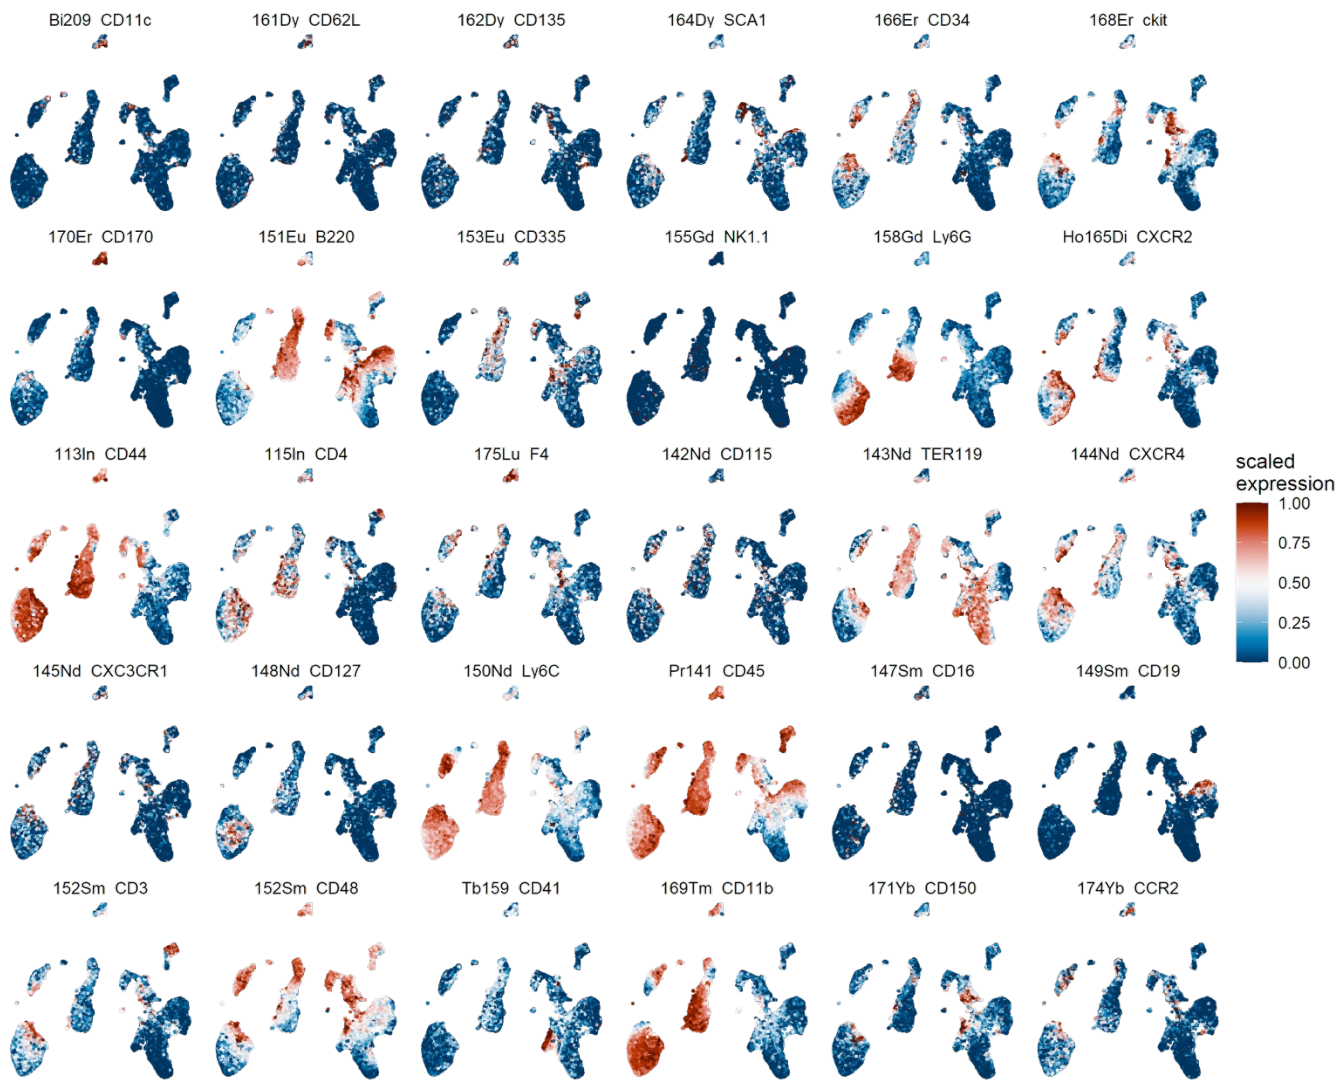 Bi209 CD11c 161Dy CD62L 162Dy CD135 164Dy SCA1 166Er CD34 168Er ckit
170Er CD170 151Eu B220 153Eu CD335 155Gd NK1.1 158Gd Ly6G Ho165Di CXCR2
113In CD44 115In CD4 175Lu F4 142Nd CD115 143Nd TER119 144Nd CXCR4
scaled
expression
1.00
0.75
0.50
0.25
0.00
145Nd CXC3CR1 148Nd CD127 150Nd Ly6C Pr141 CD45 147Sm CD16 149Sm CD19
152Sm CD3 152Sm CD48 Tb159 CD41 169Tm CD11b 171Yb CD150 174Yb CCR2